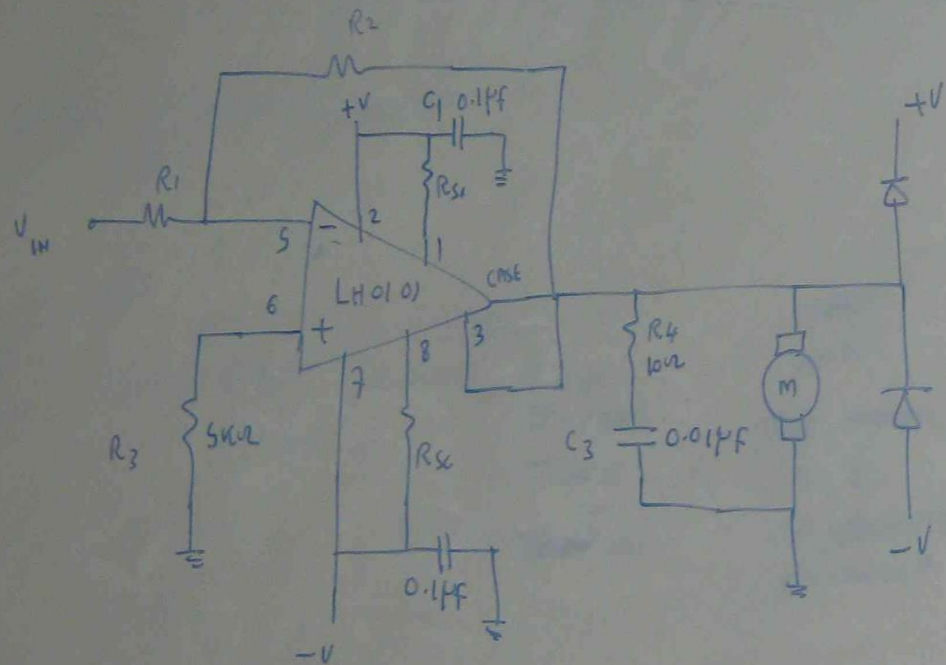 R2
+V
C1 0.1µf
+V
R1
Rsc
VIN
5
-
2
1
CASE
LH0101
6
+
8
3
7
R4
10Ω
M
R3
5KΩ
Rsc
C3
0.01µf
-V
0.1µf
-V